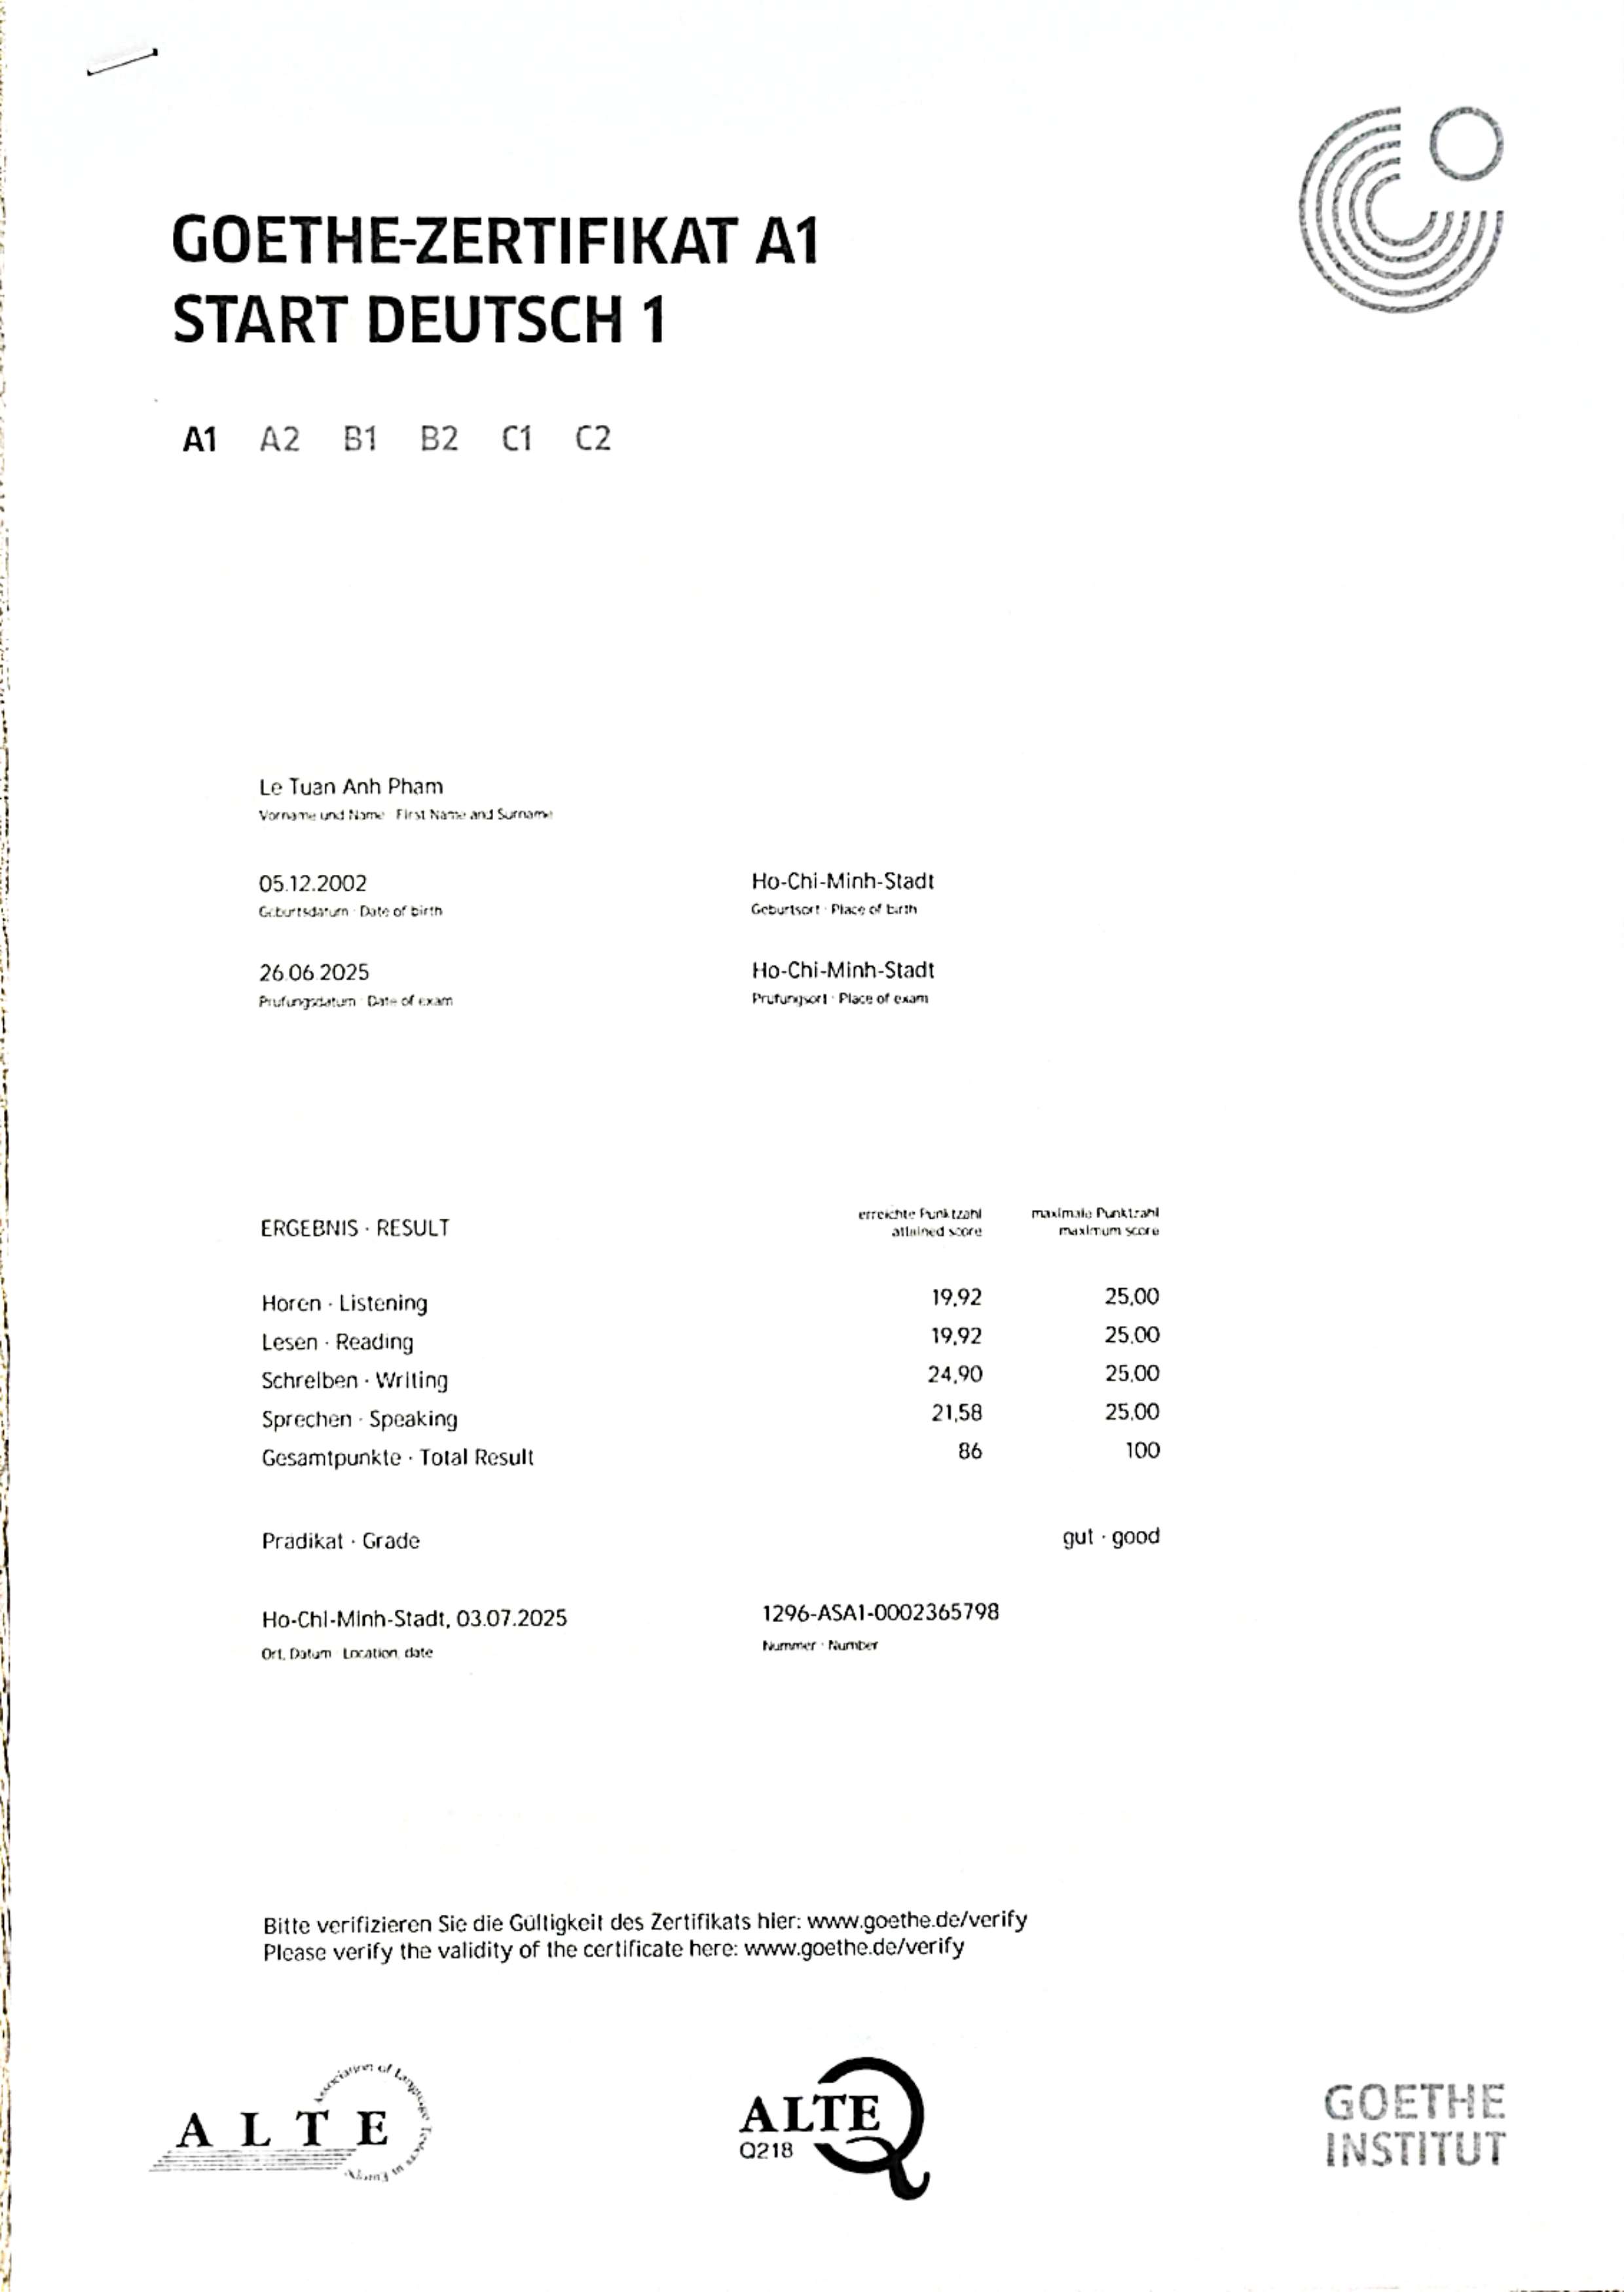 GOETHE-ZERTIFIKAT A1
START DEUTSCH 1
A1 A2 B1 B2 C1 C2
Le Tuan Anh Pham
Vorname und Name · First Name and Surname
05.12.2002
Geburtsdatum · Date of birth
Ho-Chi-Minh-Stadt
Geburtsort · Place of birth
26.06.2025
Prüfungsdatum · Date of exam
Ho-Chi-Minh-Stadt
Prüfungsort · Place of exam
ERGEBNIS · RESULT
erreichte Punktzahl
attained score
maximale Punktzahl
maximum score
Hören · Listening 19,92 25,00
Lesen · Reading 19,92 25,00
Schreiben · Writing 24,90 25,00
Sprechen · Speaking 21,58 25,00
Gesamtpunkte · Total Result 86 100
Prädikat · Grade gut · good
Ho-Chi-Minh-Stadt, 03.07.2025
Ort, Datum · Location, date
1296-ASA1-0002365798
Nummer · Number
Bitte verifizieren Sie die Gültigkeit des Zertifikats hier: www.goethe.de/verify
Please verify the validity of the certificate here: www.goethe.de/verify
ALTE
Association of Language Testers in Europe
ALTE
Q218
GOETHE
INSTITUT